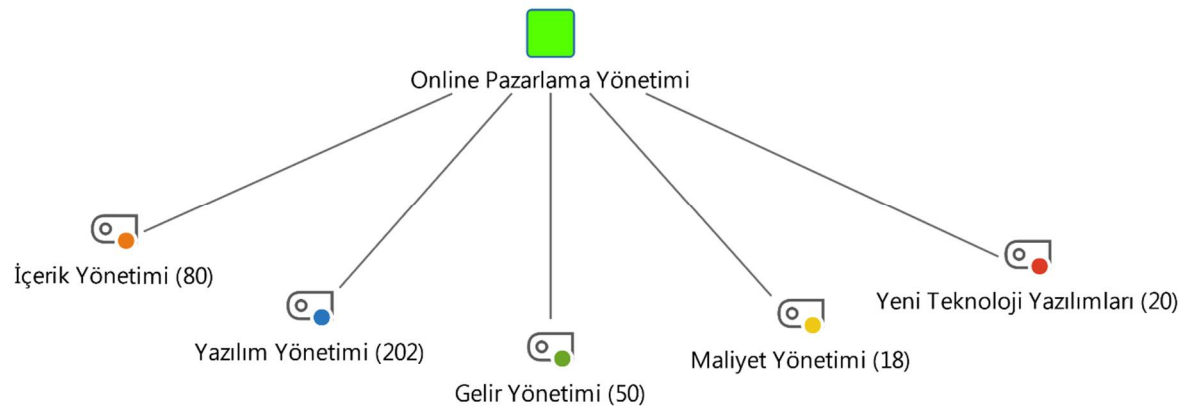 Online Pazarlama Yönetimi
İçerik Yönetimi (80)
Yazılım Yönetimi (202)
Gelir Yönetimi (50)
Maliyet Yönetimi (18)
Yeni Teknoloji Yazılımları (20)